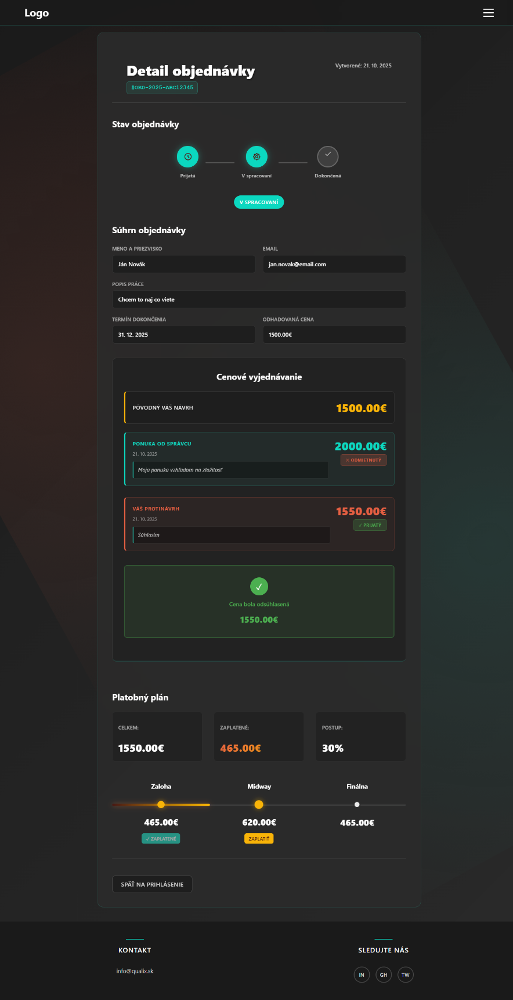 Logo
Detail objednávky
Vytvorené: 21. 10. 2025
#ORD-2025-ABC12345
Stav objednávky
Prijatá
V spracovaní
Dokončená
V SPRACOVANÍ
Súhrn objednávky
MENO A PRIEZVISKO
EMAIL
Ján Novák
jan.novak@email.com
POPIS PRÁCE
Chcem to naj co viete
TERMÍN DOKONČENIA
ODHADOVANÁ CENA
31. 12. 2025
1500.00€
Cenové vyjednávanie
PÔVODNÝ VÁŠ NÁVRH
1500.00€
PONUKA OD SPRÁVCU
2000.00€
21. 10. 2025
✕ ODMIETNUTÝ
Moja ponuka vzhľadom na zložitosť
VÁŠ PROTINÁVRH
1550.00€
21. 10. 2025
✓ PRIJATÝ
Súhlasím
✓
Cena bola odsúhlasená
1550.00€
Platobný plán
CELKEM:
ZAPLATENÉ:
POSTUP:
1550.00€
465.00€
30%
Zaloha
Midway
Finálna
465.00€
620.00€
465.00€
✓ ZAPLATENÉ
ZAPLATIŤ
SPÄŤ NA PRIHLÁSENIE
KONTAKT
SLEDUJTE NÁS
info@qualix.sk
IN
GH
TW